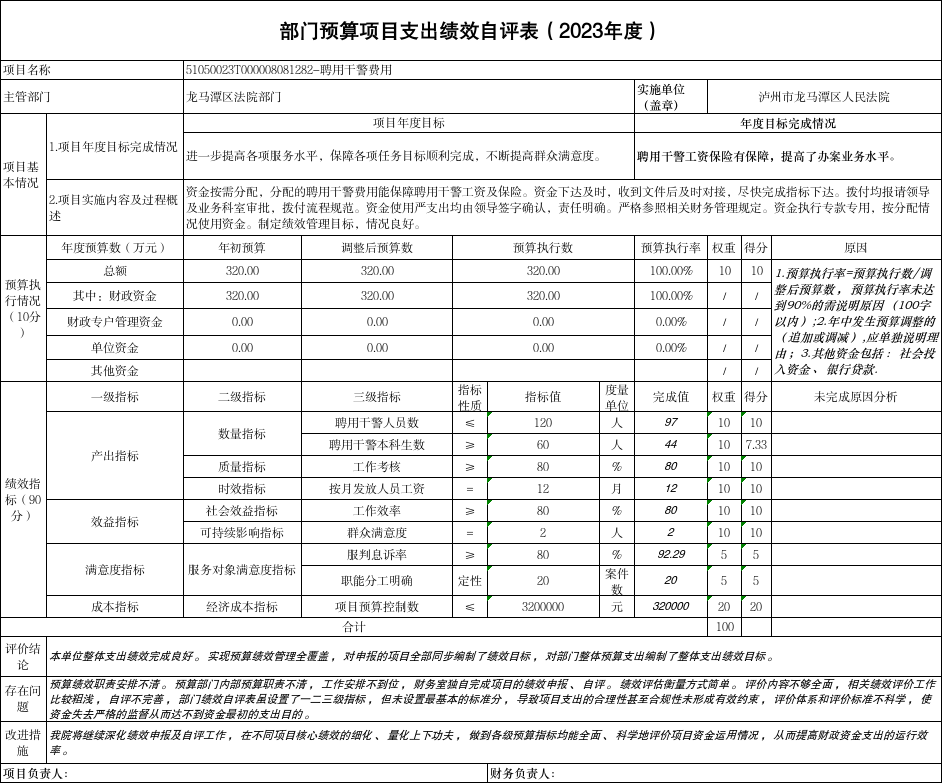 部门预算项目支出绩效自评表（2023年度）
项目名称 51050023T000008081282-聘用干警费用
主管部门 龙马潭区法院部门 实施单位（盖章） 泸州市龙马潭区人民法院
项目基本情况 1.项目年度目标完成情况 项目年度目标 年度目标完成情况
进一步提高各项服务水平，保障各项任务目标顺利完成，不断提高群众满意度。 聘用干警工资保险有保障，提高了办案业务水平。
2.项目实施内容及过程概述
资金按需分配，分配的聘用干警费用能保障聘用干警工资及保险。资金下达及时，收到文件后及时对接，尽快完成指标下达。拨付均报请领导
及业务科室审批，拨付流程规范。资金使用严支出均由领导签字确认，责任明确。严格参照相关财务管理规定。资金执行专款专用，按分配情
况使用资金。制定绩效管理目标，情况良好。
预算执行情况（10分） 年度预算数（万元） 年初预算 调整后预算数 预算执行数 预算执行率 权重 得分 原因
总额 320.00 320.00 320.00 100.00% 10 10
其中：财政资金 320.00 320.00 320.00 100.00% / /
财政专户管理资金 0.00 0.00 0.00 0.00% / /
单位资金 0.00 0.00 0.00 0.00% / /
其他资金 / /
1.预算执行率=预算执行数/调
整后预算数，预算执行率未达
到90%的需说明原因（100字
以内）;2.年中发生预算调整的
（追加或调减）,应单独说明理
由；3.其他资金包括：社会投
入资金、银行贷款.
绩效指标（90分） 一级指标 二级指标 三级指标 指标性质 指标值 度量单位 完成值 权重 得分 未完成原因分析
产出指标 数量指标 聘用干警人员数 ≤ 120 人 97 10 10
聘用干警本科生数 ≥ 60 人 44 10 7.33
质量指标 工作考核 ≥ 80 % 80 10 10
时效指标 按月发放人员工资 = 12 月 12 10 10
效益指标 社会效益指标 工作效率 ≥ 80 % 80 10 10
可持续影响指标 群众满意度 = 2 人 2 10 10
满意度指标 服务对象满意度指标 服判息诉率 ≥ 80 % 92.29 5 5
职能分工明确 定性 20 案件数 20 5 5
成本指标 经济成本指标 项目预算控制数 ≤ 3200000 元 320000 20 20
合计 100
评价结论 本单位整体支出绩效完成良好。实现预算绩效管理全覆盖，对申报的项目全部同步编制了绩效目标，对部门整体预算支出编制了整体支出绩效目标。
存在问题
预算绩效职责安排不清。预算部门内部预算职责不清，工作安排不到位，财务室独自完成项目的绩效申报、自评。绩效评估衡量方式简单。评价内容不够全面，相关绩效评价工作
比较粗浅，自评不完善，部门绩效自评表虽设置了一二三级指标，但未设置最基本的标准分，导致项目支出的合理性甚至合规性未形成有效约束，评价体系和评价标准不科学，使
资金失去严格的监督从而达不到资金最初的支出目的。
改进措施
我院将继续深化绩效申报及自评工作，在不同项目核心绩效的细化、量化上下功夫，做到各级预算指标均能全面、科学地评价项目资金运用情况，从而提高财政资金支出的运行效
率。
项目负责人： 财务负责人：